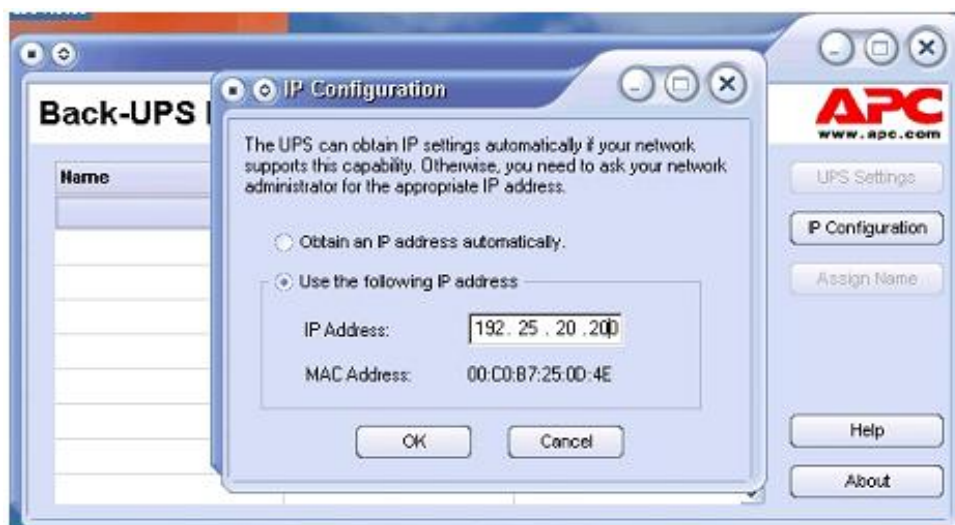 Back-UPS
IP Configuration
APC
www.apc.com
The UPS can obtain IP settings automatically if your network
supports this capability. Otherwise, you need to ask your network
administrator for the appropriate IP address.
Name
UPS Settings
IP Configuration
Assign Name
Obtain an IP address automatically.
Use the following IP address
IP Address: 192. 25 . 20 .200
MAC Address: 00:C0:B7:25:0D:4E
OK Cancel
Help
About